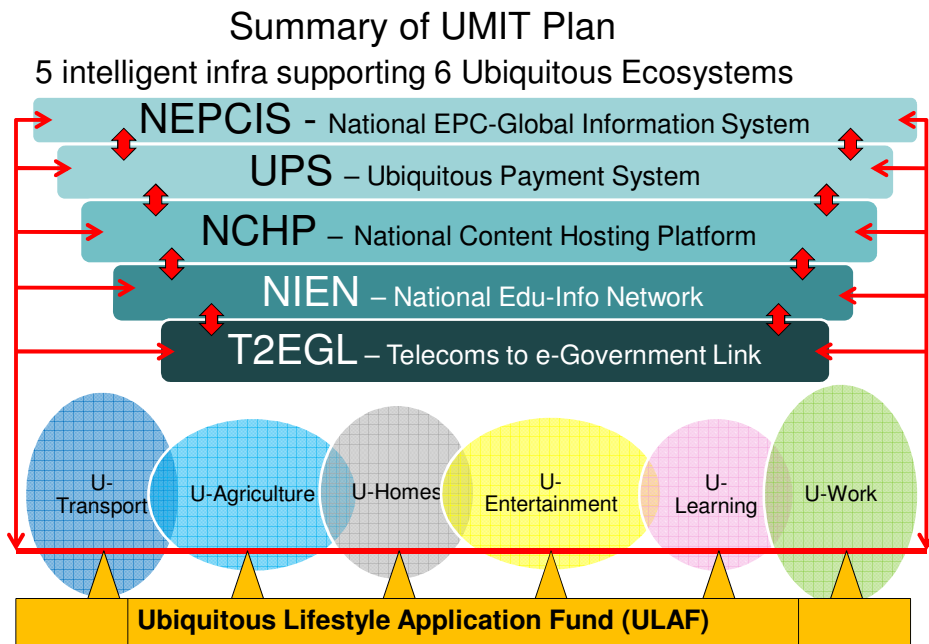 Summary of UMIT Plan
5 intelligent infra supporting 6 Ubiquitous Ecosystems
NEPCIS - National EPC-Global Information System
UPS – Ubiquitous Payment System
NCHP – National Content Hosting Platform
NIEN – National Edu-Info Network
T2EGL – Telecoms to e-Government Link
U-
Transport
U-Agriculture
U-Homes
U-
Entertainment
U-
Learning
U-Work
Ubiquitous Lifestyle Application Fund (ULAF)